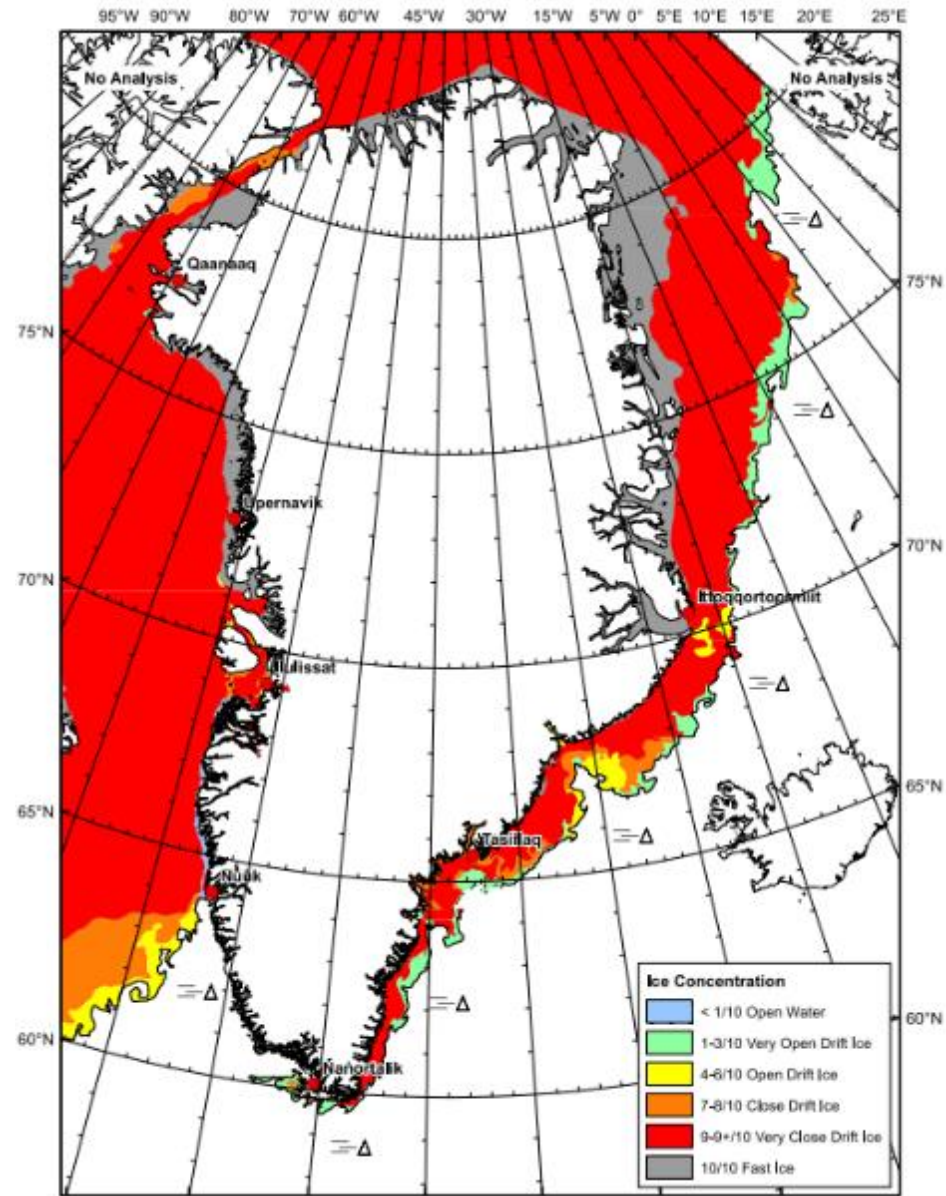 95°W 90°W 80°W 70°W 60°W 45°W 30°W 15°W 5°W 0° 5°E 10°E 15°E 20°E 25°E
No Analysis
No Analysis
Qaanaaq
75°N
75°N
Upernavik
70°N
70°N
Ittoqqortoormiit
Ilulissat
65°N
65°N
Tasiilaq
Nuuk
60°N
60°N
Nanortalik
Ice Concentration
< 1/10 Open Water
1-3/10 Very Open Drift Ice
4-6/10 Open Drift Ice
7-8/10 Close Drift Ice
9-9+/10 Very Close Drift Ice
10/10 Fast Ice